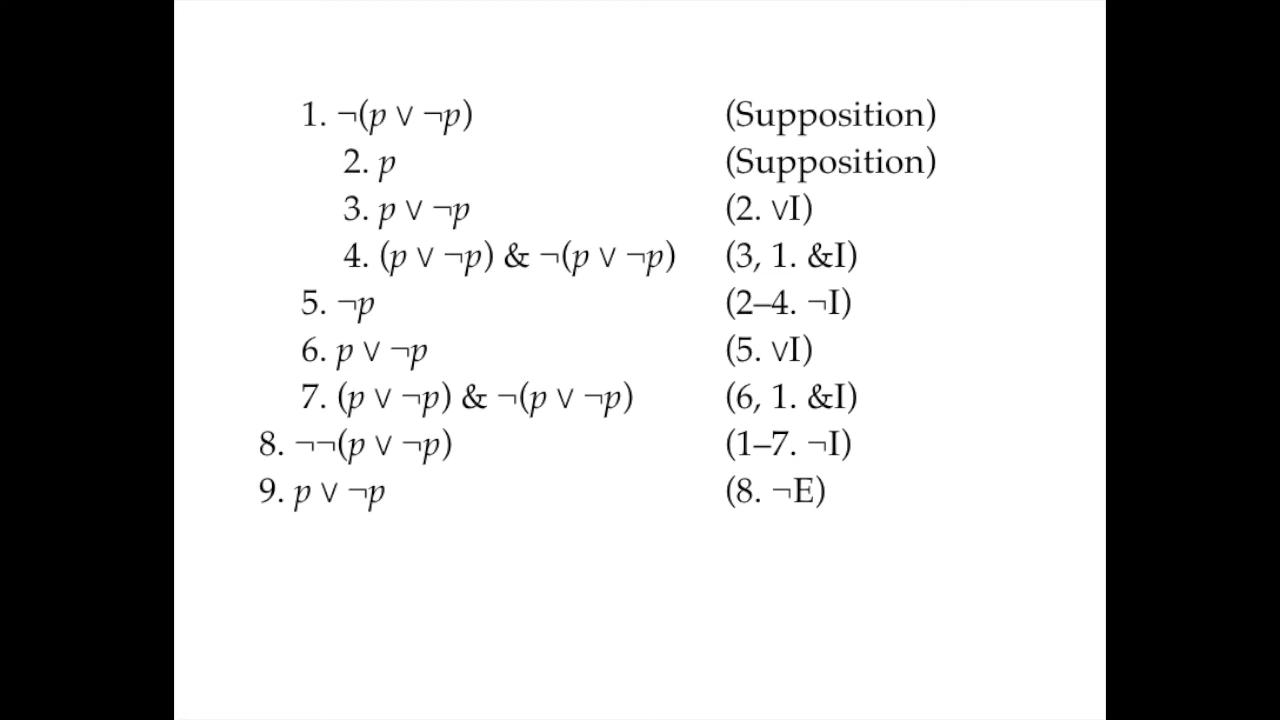 1. ¬(p ∨ ¬p) (Supposition)
2. p (Supposition)
3. p ∨ ¬p (2. ∨I)
4. (p ∨ ¬p) & ¬(p ∨ ¬p) (3, 1. &I)
5. ¬p (2–4. ¬I)
6. p ∨ ¬p (5. ∨I)
7. (p ∨ ¬p) & ¬(p ∨ ¬p) (6, 1. &I)
8. ¬¬(p ∨ ¬p) (1–7. ¬I)
9. p ∨ ¬p (8. ¬E)